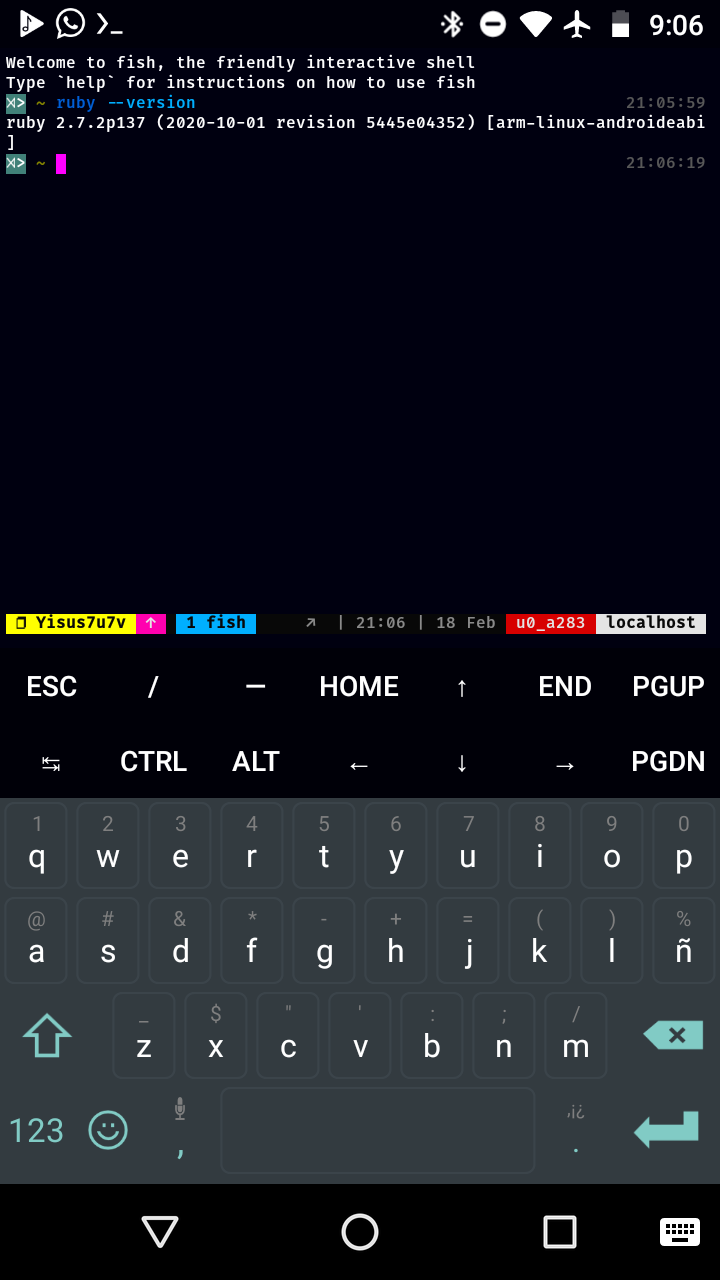 9:06
Welcome to fish, the friendly interactive shell
Type `help` for instructions on how to use fish
~ ruby --version 21:05:59
ruby 2.7.2p137 (2020-10-01 revision 5445e04352) [arm-linux-androideabi
]
~ 21:06:19
Yisus7u7v ↑ 1 fish ↗ | 21:06 | 18 Feb u0_a283 localhost
ESC / — HOME ↑ END PGUP
↹ CTRL ALT ← ↓ → PGDN
1 2 3 4 5 6 7 8 9 0
q w e r t y u i o p
@ # & * - + = ( ) %
a s d f g h j k l ñ
_ $ " ' : ; /
z x c v b n m
,!¿
123 , .